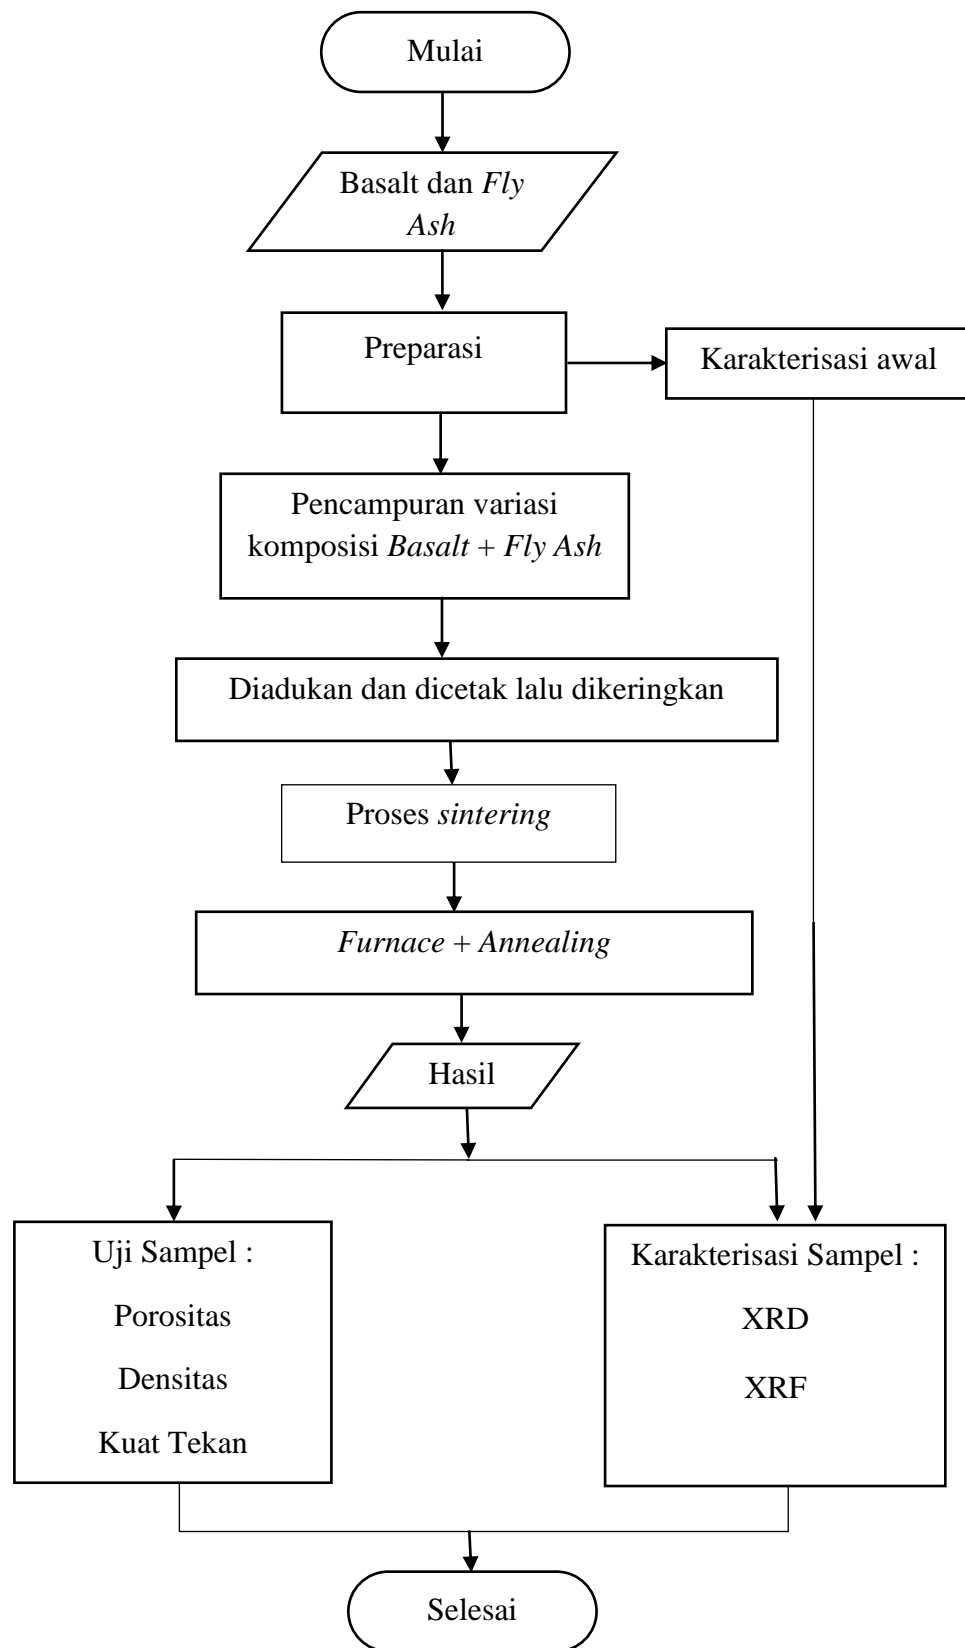 Mulai
Basalt dan Fly
Ash
Preparasi
Karakterisasi awal
Pencampuran variasi
komposisi Basalt + Fly Ash
Diadukan dan dicetak lalu dikeringkan
Proses sintering
Furnace + Annealing
Hasil
Uji Sampel :
Porositas
Densitas
Kuat Tekan
Karakterisasi Sampel :
XRD
XRF
Selesai